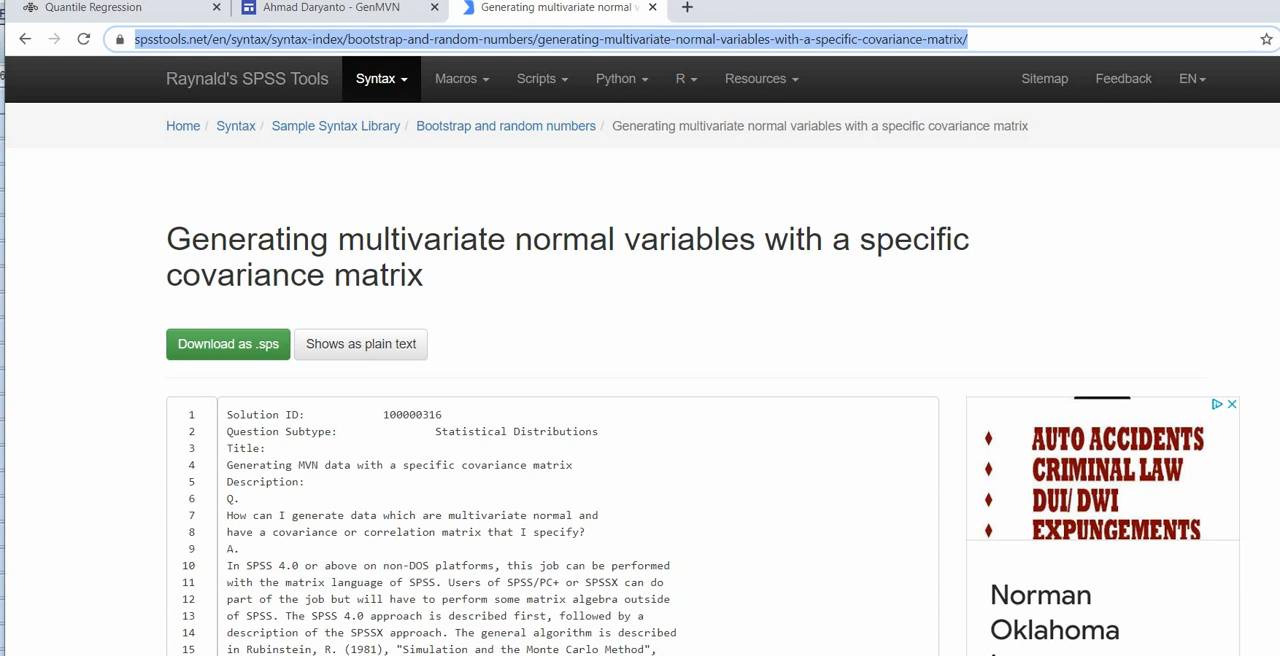 Quantile Regression
Ahmad Daryanto - GenMVN
Generating multivariate normal
spsstools.net/en/syntax/syntax-index/bootstrap-and-random-numbers/generating-multivariate-normal-variables-with-a-specific-covariance-matrix/
Raynald's SPSS Tools Syntax Macros Scripts Python R Resources Sitemap Feedback EN
Home / Syntax / Sample Syntax Library / Bootstrap and random numbers / Generating multivariate normal variables with a specific covariance matrix
Generating multivariate normal variables with a specific
covariance matrix
Download as .sps Shows as plain text
1 Solution ID: 100000316
2 Question Subtype: Statistical Distributions
3 Title:
4 Generating MVN data with a specific covariance matrix
5 Description:
6 Q.
7 How can I generate data which are multivariate normal and
8 have a covariance or correlation matrix that I specify?
9 A.
10 In SPSS 4.0 or above on non-DOS platforms, this job can be performed
11 with the matrix language of SPSS. Users of SPSS/PC+ or SPSSX can do
12 part of the job but will have to perform some matrix algebra outside
13 of SPSS. The SPSS 4.0 approach is described first, followed by a
14 description of the SPSSX approach. The general algorithm is described
15 in Rubinstein, R. (1981), "Simulation and the Monte Carlo Method",
AUTO ACCIDENTS
CRIMINAL LAW
DUI/ DWI
EXPUNGEMENTS
Norman
Oklahoma